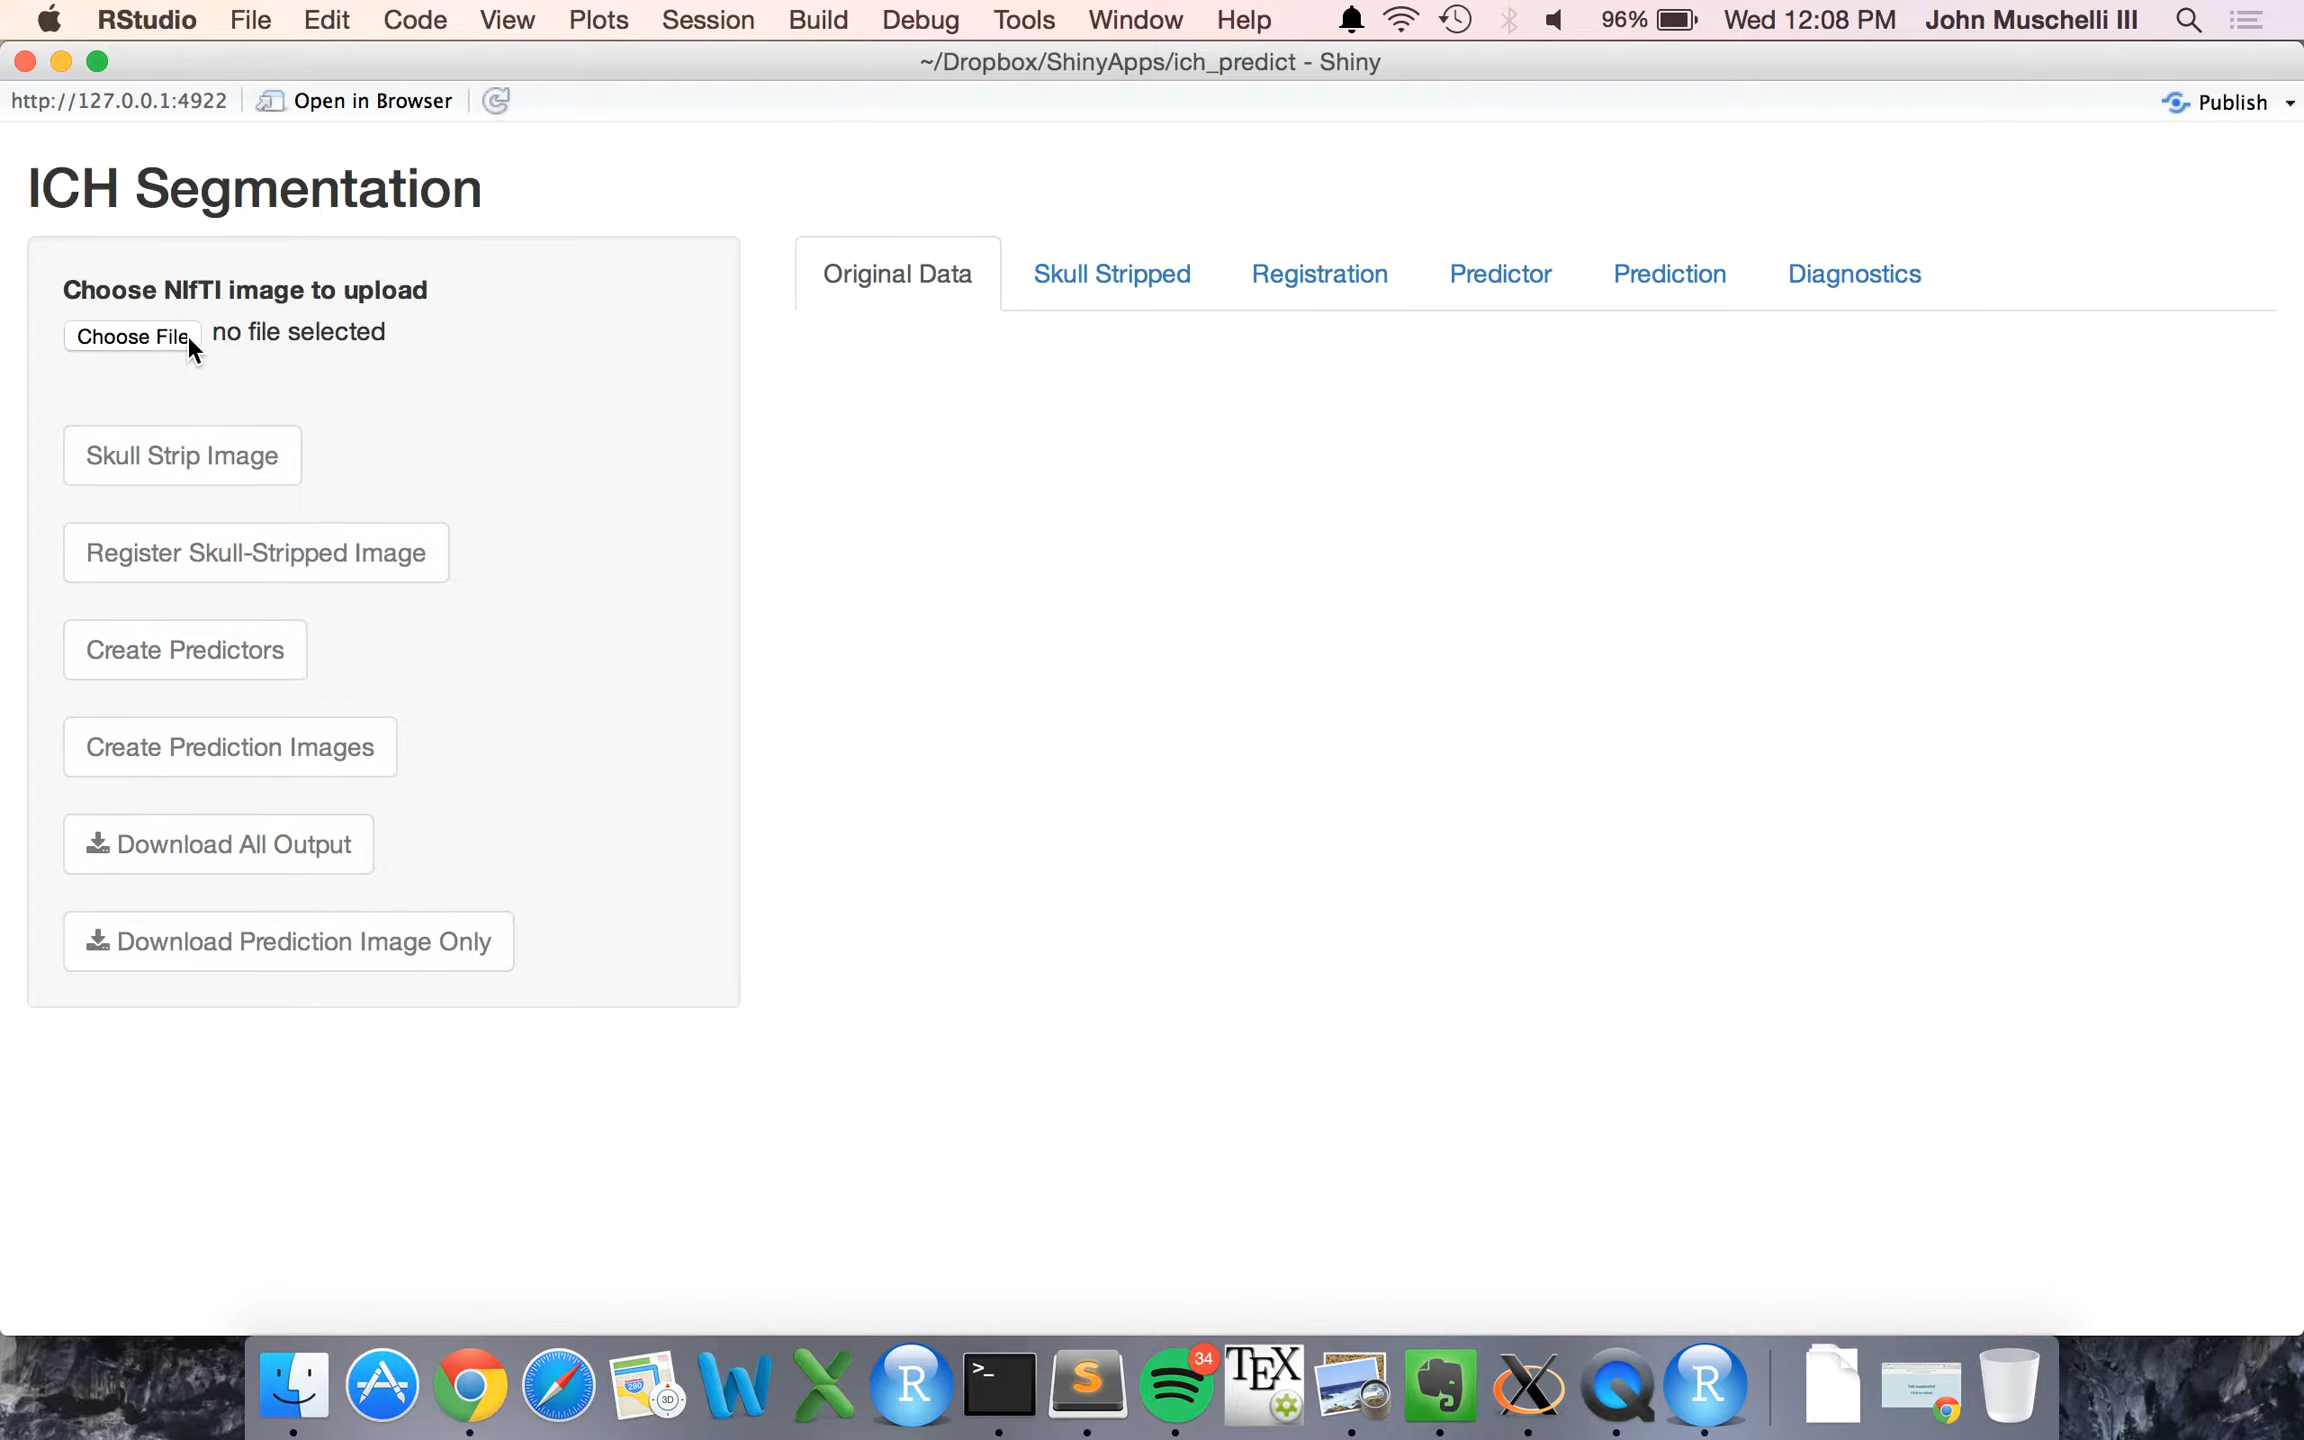 RStudio File Edit Code View Plots Session Build Debug Tools Window Help 96% Wed 12:08 PM John Muschelli III
~/Dropbox/ShinyApps/ich_predict - Shiny
http://127.0.0.1:4922 Open in Browser Publish
ICH Segmentation
Choose NIfTI image to upload
Choose File no file selected
Skull Strip Image
Register Skull-Stripped Image
Create Predictors
Create Prediction Images
Download All Output
Download Prediction Image Only
Original Data Skull Stripped Registration Predictor Prediction Diagnostics
34
280
3D
W
X
R
>_
S
TEX
X
Q
R